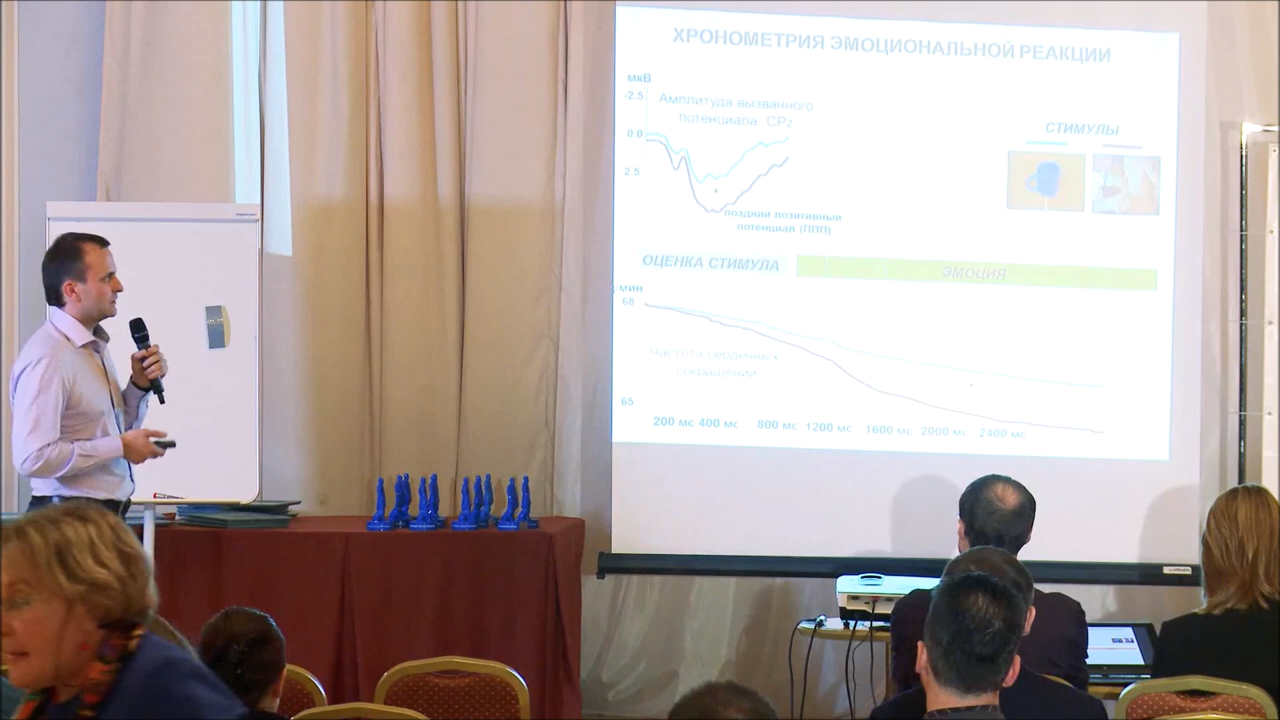 ХРОНОМЕТРИЯ ЭМОЦИОНАЛЬНОЙ РЕАКЦИИ
мкВ
-2.5
Амплитуда вызванного
потенциала CPz
0.0
2.5
СТИМУЛЫ
поздний позитивный
потенциал (ППП)
ОЦЕНКА СТИМУЛА
ЭМОЦИЯ
/мин
68
Частота сердечных
сокращений
65
200 мс 400 мс 800 мс 1200 мс 1600 мс 2000 мс 2400 мс